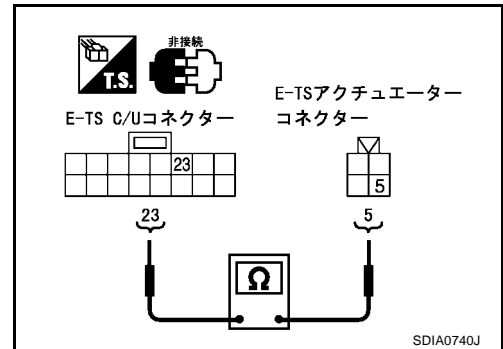 非接続
T.S.
E-TSアクチュエーター
コネクター
E-TS C/Uコネクター
23
5
23
5
Ω
SDIA0740J